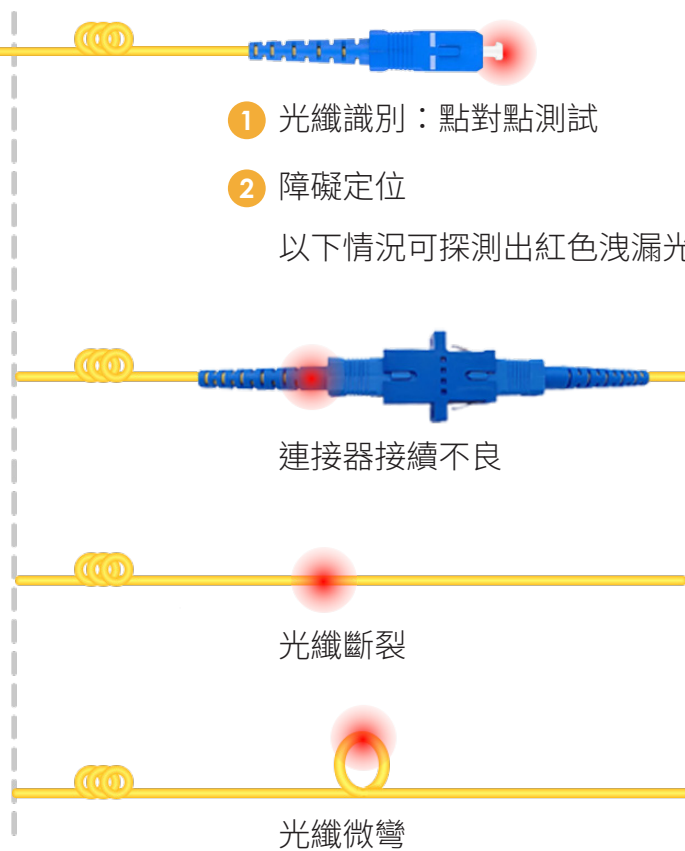 1 光纖識別：點對點測試
2 障礙定位
以下情況可探測出紅色洩漏光
連接器接續不良
光纖斷裂
光纖微彎